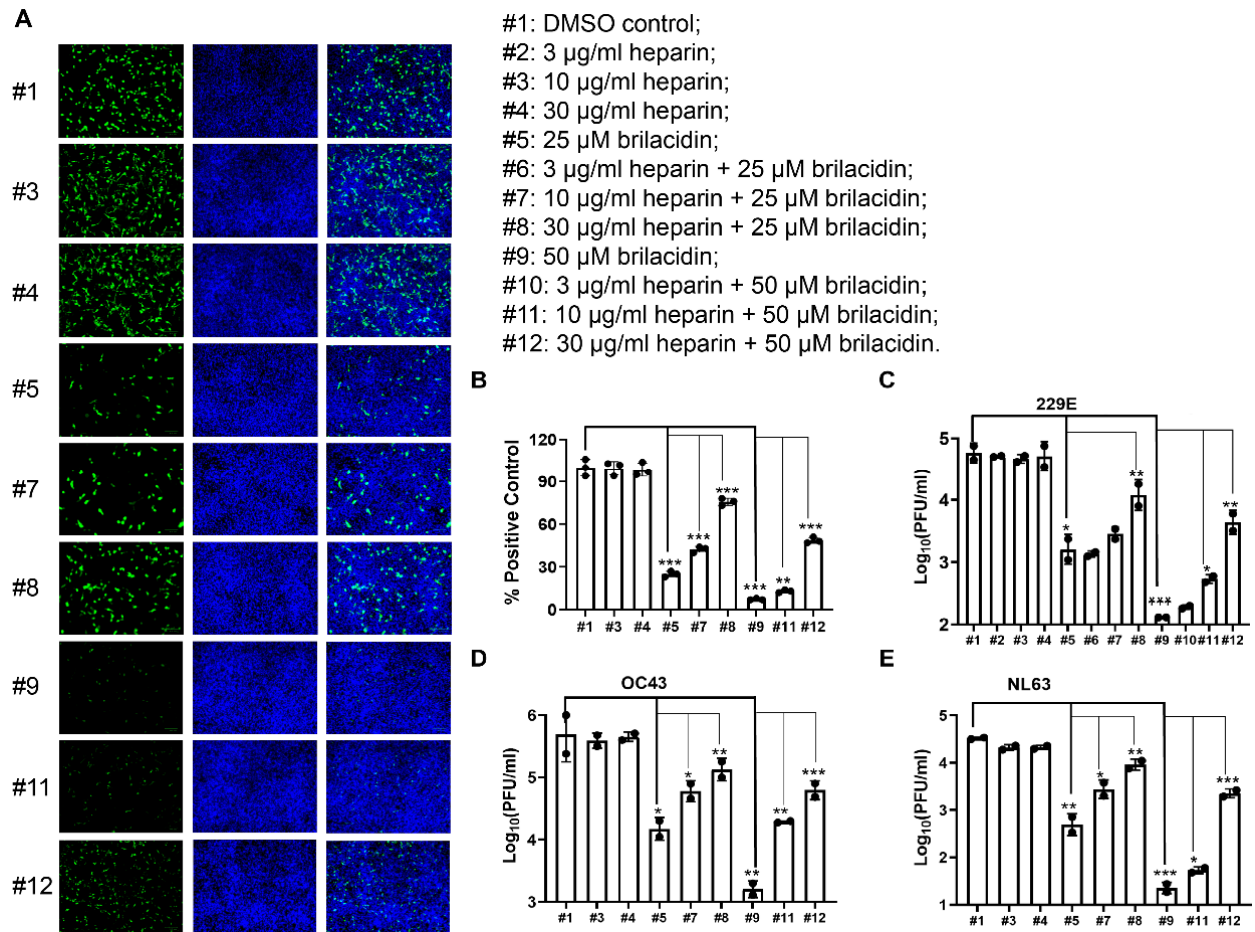 A
#1
#3
#4
#5
#7
#8
#9
#11
#12
#1: DMSO control;
#2: 3 µg/ml heparin;
#3: 10 µg/ml heparin;
#4: 30 µg/ml heparin;
#5: 25 µM brilacidin;
#6: 3 µg/ml heparin + 25 µM brilacidin;
#7: 10 µg/ml heparin + 25 µM brilacidin;
#8: 30 µg/ml heparin + 25 µM brilacidin;
#9: 50 µM brilacidin;
#10: 3 µg/ml heparin + 50 µM brilacidin;
#11: 10 µg/ml heparin + 50 µM brilacidin;
#12: 30 µg/ml heparin + 50 µM brilacidin.
B
% Positive Control
120
90
60
30
0
*** *** *** *** ** ***
#1 #3 #4 #5 #7 #8 #9 #11 #12
C
229E
Log10(PFU/ml)
5
4
3
2
* ** *** * **
#1 #2 #3 #4 #5 #6 #7 #8 #9 #10 #11 #12
D
OC43
Log10(PFU/ml)
6
5
4
3
* * ** ** ** ***
#1 #3 #4 #5 #7 #8 #9 #11 #12
E
NL63
Log10(PFU/ml)
5
4
3
2
1
** * ** *** * ***
#1 #3 #4 #5 #7 #8 #9 #11 #12